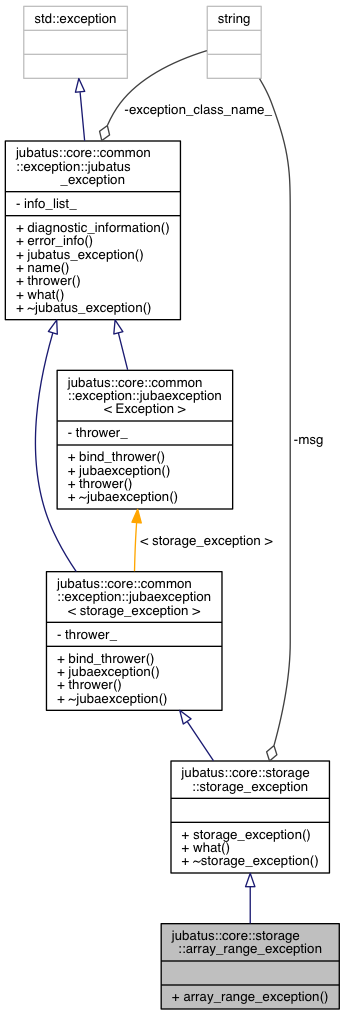 std::exception
string
-exception_class_name_
jubatus::core::common
::exception::jubatus
_exception
- info_list_
+ diagnostic_information()
+ error_info()
+ jubatus_exception()
+ name()
+ thrower()
+ what()
+ ~jubatus_exception()
jubatus::core::common
::exception::jubaexception
< Exception >
- thrower_
+ bind_thrower()
+ jubaexception()
+ thrower()
+ ~jubaexception()
-msg
< storage_exception >
jubatus::core::common
::exception::jubaexception
< storage_exception >
- thrower_
+ bind_thrower()
+ jubaexception()
+ thrower()
+ ~jubaexception()
jubatus::core::storage
::storage_exception
+ storage_exception()
+ what()
+ ~storage_exception()
jubatus::core::storage
::array_range_exception
+ array_range_exception()